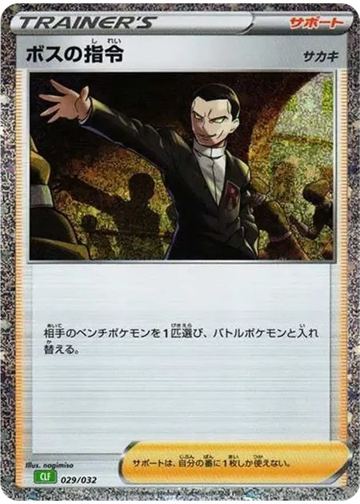 TRAINER'S サポート
ボスの指令
サカキ
相手のベンチポケモンを1匹選び、バトルポケモンと入れ
替える。
Illus. nagimiso
CLF 029/032
サポートは、自分の番に1枚しか使えない。